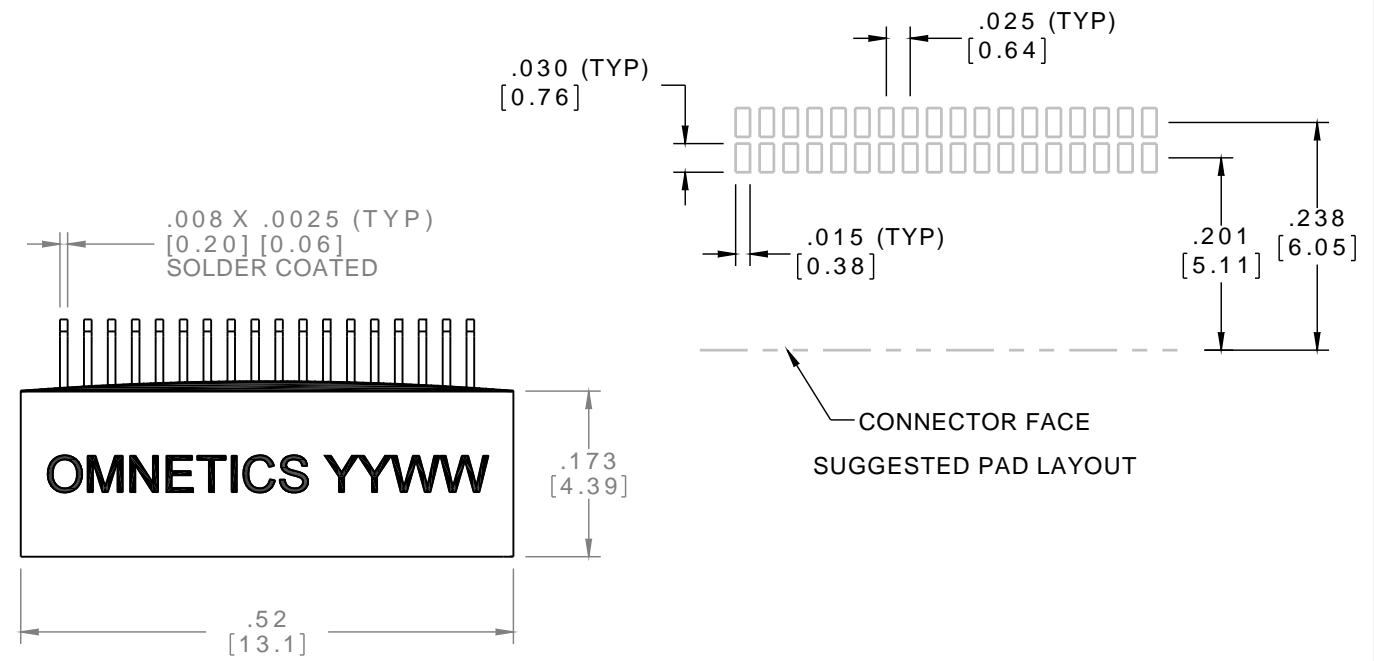 .025 (TYP)
[0.64]
.030 (TYP)
[0.76]
.008 X .0025 (TYP)
[0.20] [0.06]
SOLDER COATED
.015 (TYP)
[0.38]
.201
[5.11]
.238
[6.05]
CONNECTOR FACE
SUGGESTED PAD LAYOUT
OMNETICS YYWW
.173
[4.39]
.52
[13.1]